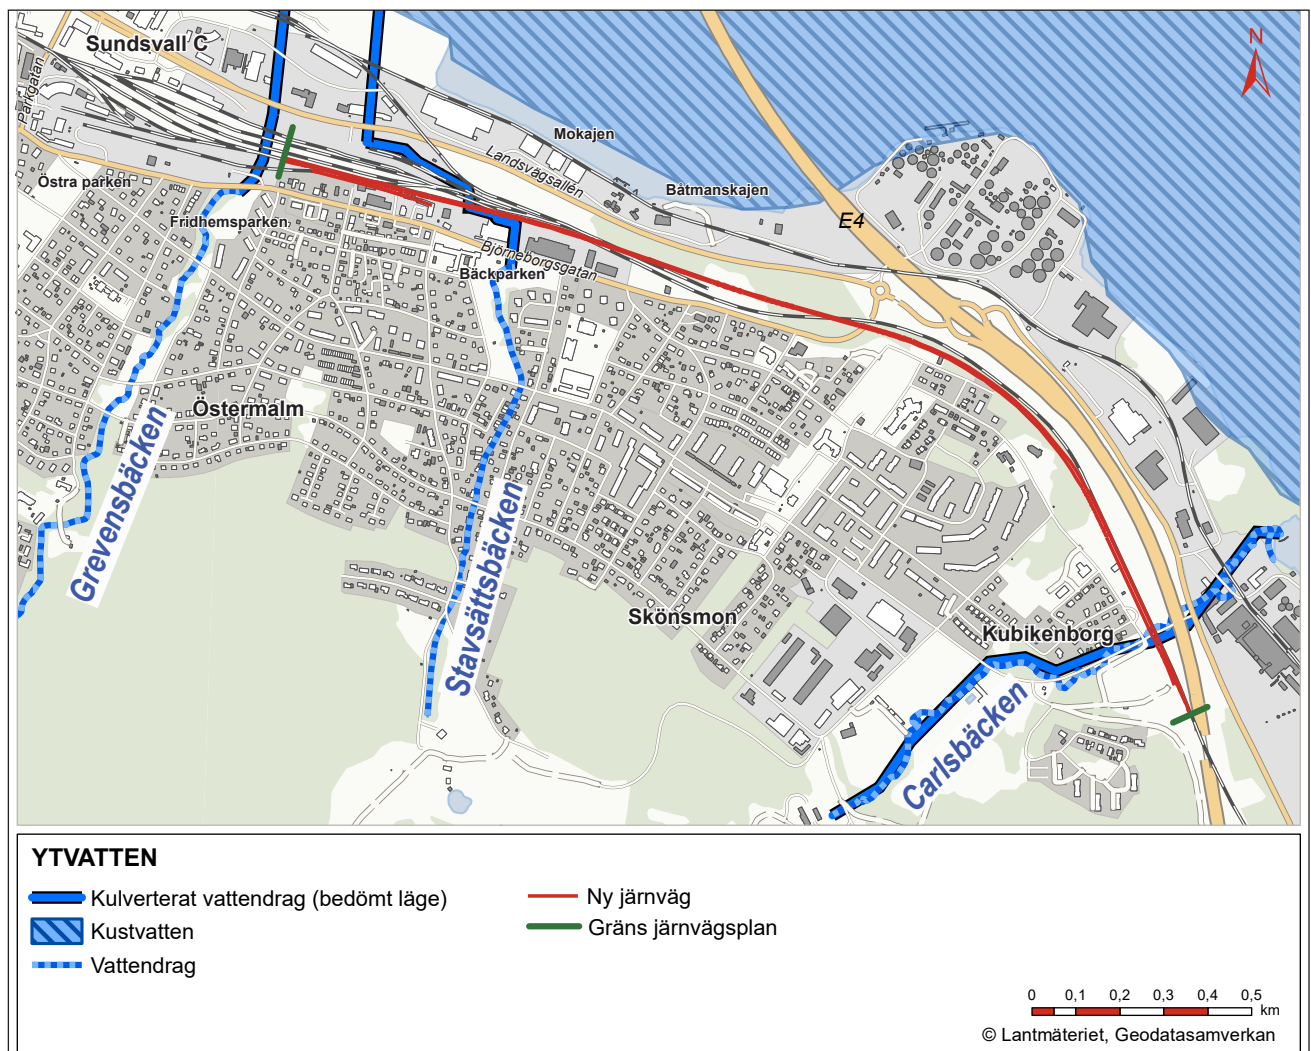 Sundsvall C
N
Parkgatan
Mokajen
Landsvägsallén
Östra parken
Båtmanskajen
E4
Fridhemsparken
Björneborgsgatan
Bäckparken
Östermalm
Grevensbäcken
Stavsättsbäcken
Skönsmon
Kubikenborg
Carlsbäcken
YTVATTEN
Kulverterat vattendrag (bedömt läge)
Kustvatten
Vattendrag
Ny järnväg
Gräns järnvägsplan
0 0,1 0,2 0,3 0,4 0,5
km
© Lantmäteriet, Geodatasamverkan